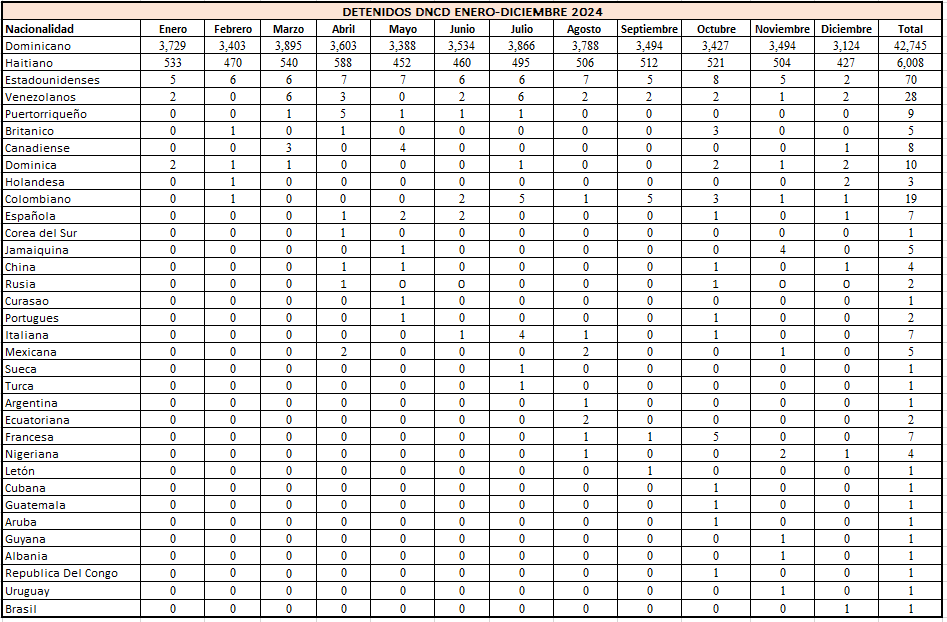 DETENIDOS DNCD ENERO-DICIEMBRE 2024
Nacionalidad Enero Febrero Marzo Abril Mayo Junio Julio Agosto Septiembre Octubre Noviembre Diciembre Total
Dominicano 3,729 3,403 3,895 3,603 3,388 3,534 3,866 3,788 3,494 3,427 3,494 3,124 42,745
Haitiano 533 470 540 588 452 460 495 506 512 521 504 427 6,008
Estadounidenses 5 6 6 7 7 6 6 7 5 8 5 2 70
Venezolanos 2 0 6 3 0 2 6 2 2 2 1 2 28
Puertorriqueño 0 0 1 5 1 1 1 0 0 0 0 0 9
Britanico 0 1 0 1 0 0 0 0 0 3 0 0 5
Canadiense 0 0 3 0 4 0 0 0 0 0 0 1 8
Dominica 2 1 1 0 0 0 1 0 0 2 1 2 10
Holandesa 0 1 0 0 0 0 0 0 0 0 0 2 3
Colombiano 0 1 0 0 0 2 5 1 5 3 1 1 19
Española 0 0 0 1 2 2 0 0 0 1 0 1 7
Corea del Sur 0 0 0 1 0 0 0 0 0 0 0 0 1
Jamaiquina 0 0 0 0 1 0 0 0 0 0 4 0 5
China 0 0 0 1 1 0 0 0 0 1 0 1 4
Rusia 0 0 0 1 0 0 0 0 0 1 0 0 2
Curasao 0 0 0 0 1 0 0 0 0 0 0 0 1
Portugues 0 0 0 0 1 0 0 0 0 1 0 0 2
Italiana 0 0 0 0 0 1 4 1 0 1 0 0 7
Mexicana 0 0 0 2 0 0 0 2 0 0 1 0 5
Sueca 0 0 0 0 0 0 1 0 0 0 0 0 1
Turca 0 0 0 0 0 0 1 0 0 0 0 0 1
Argentina 0 0 0 0 0 0 0 1 0 0 0 0 1
Ecuatoriana 0 0 0 0 0 0 0 2 0 0 0 0 2
Francesa 0 0 0 0 0 0 0 1 1 5 0 0 7
Nigeriana 0 0 0 0 0 0 0 1 0 0 2 1 4
Letón 0 0 0 0 0 0 0 0 1 0 0 0 1
Cubana 0 0 0 0 0 0 0 0 0 1 0 0 1
Guatemala 0 0 0 0 0 0 0 0 0 1 0 0 1
Aruba 0 0 0 0 0 0 0 0 0 1 0 0 1
Guyana 0 0 0 0 0 0 0 0 0 0 1 0 1
Albania 0 0 0 0 0 0 0 0 0 0 1 0 1
Republica Del Congo 0 0 0 0 0 0 0 0 0 1 0 0 1
Uruguay 0 0 0 0 0 0 0 0 0 0 1 0 1
Brasil 0 0 0 0 0 0 0 0 0 0 0 1 1